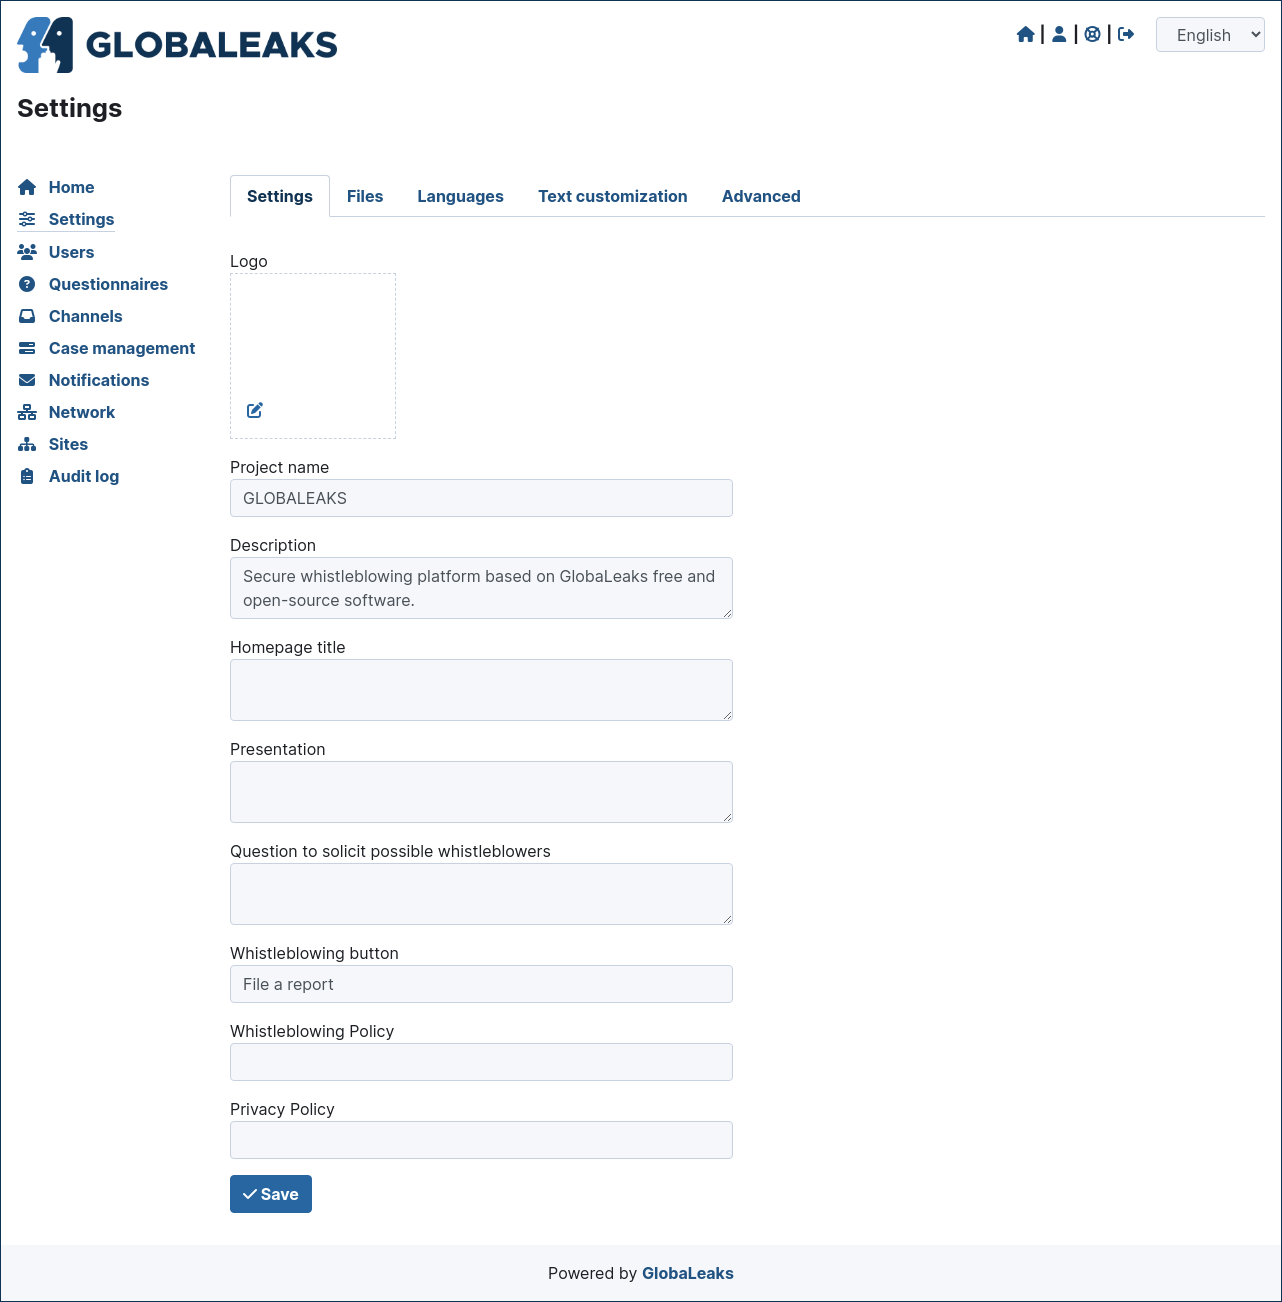 GLOBALEAKS
| | |
English
Settings
Home
Settings
Users
Questionnaires
Channels
Case management
Notifications
Network
Sites
Audit log
Settings Files Languages Text customization Advanced
Logo
Project name
GLOBALEAKS
Description
Secure whistleblowing platform based on GlobaLeaks free and
open-source software.
Homepage title
Presentation
Question to solicit possible whistleblowers
Whistleblowing button
File a report
Whistleblowing Policy
Privacy Policy
Save
Powered by GlobaLeaks